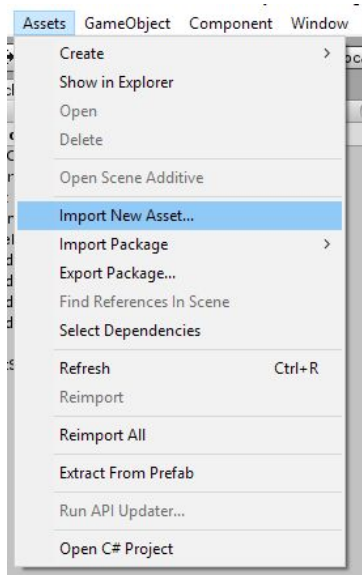 Assets GameObject Component Window
Create >
Show in Explorer
Open
Delete
Open Scene Additive
Import New Asset...
Import Package >
Export Package...
Find References In Scene
Select Dependencies
Refresh Ctrl+R
Reimport
Reimport All
Extract From Prefab
Run API Updater...
Open C# Project